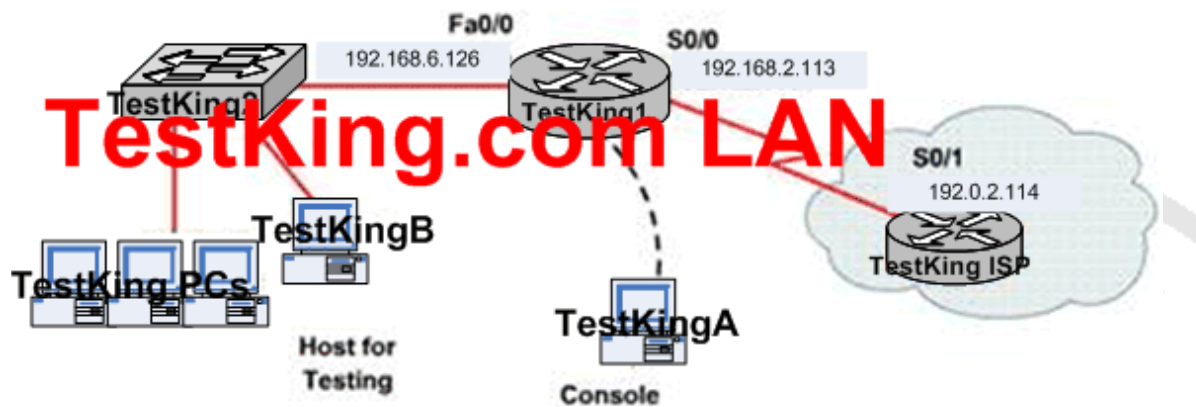 Fa0/0
S0/0
192.168.6.126
192.168.2.113
TestKing2
TestKing1
TestKing.com LAN
S0/1
192.0.2.114
TestKingB
TestKing ISP
TestKing PCs
TestKingA
Host for
Testing
Console